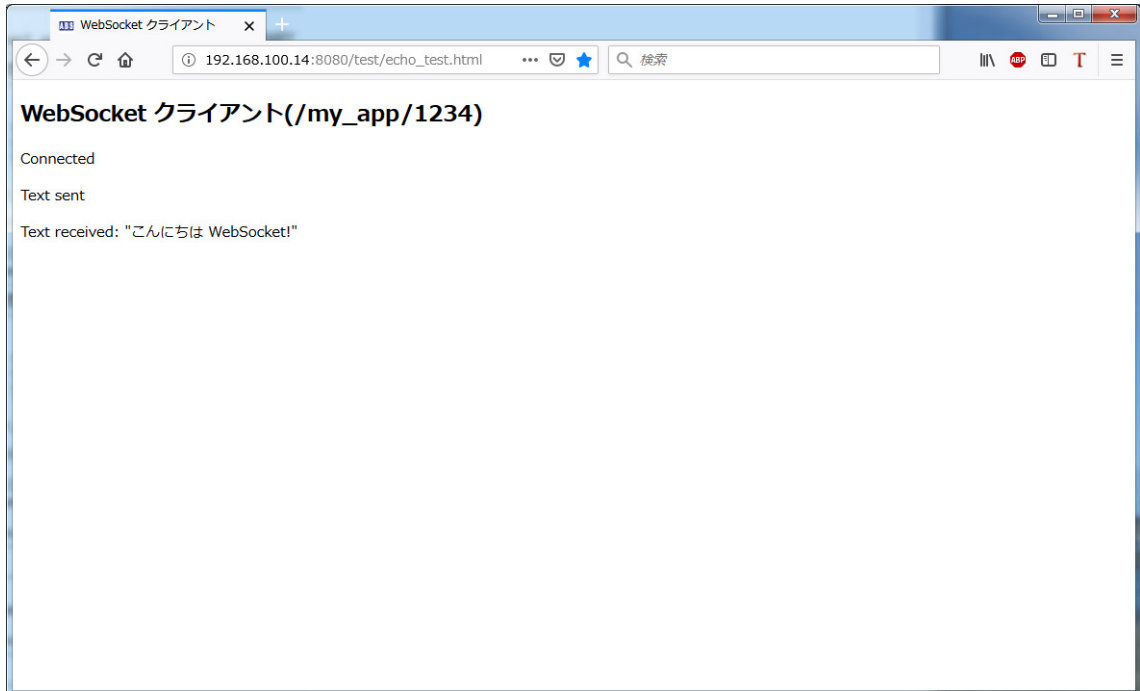 WebSocket クライアント
192.168.100.14:8080/test/echo_test.html
検索
ABP
T
WebSocket クライアント(/my_app/1234)
Connected
Text sent
Text received: "こんにちは WebSocket!"